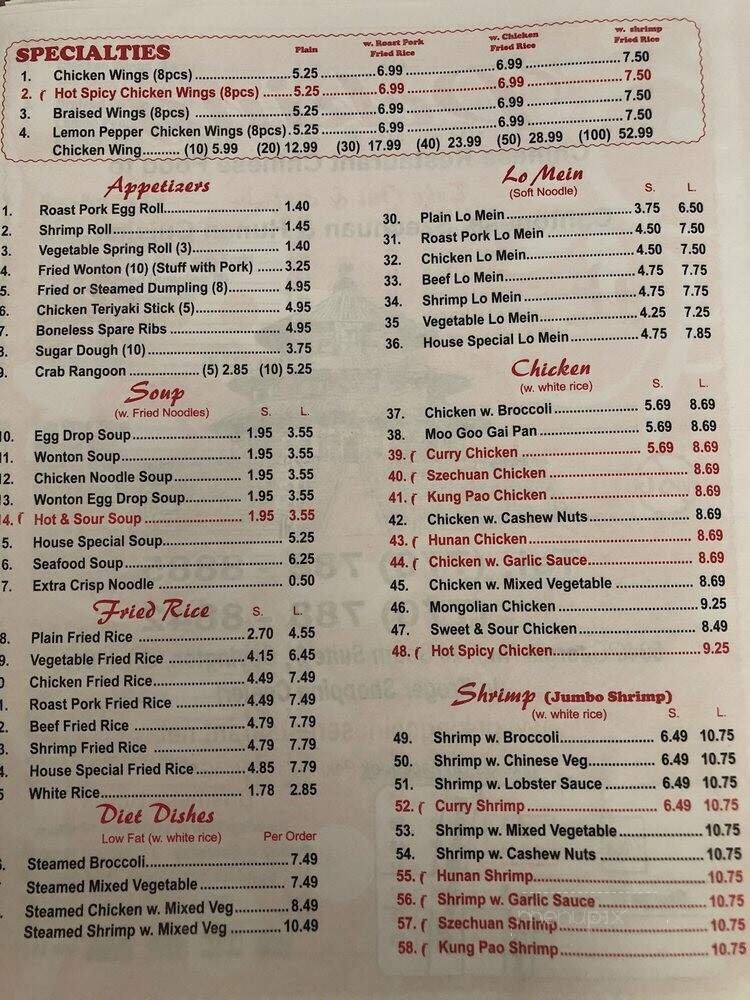 SPECIALTIES Plain w. Roast Pork Fried Rice w. Chicken Fried Rice w. shrimp Fried Rice
1. Chicken Wings (8pcs) 5.25 6.99 6.99 7.50
2. Hot Spicy Chicken Wings (8pcs) 5.25 6.99 6.99 7.50
3. Braised Wings (8pcs) 5.25 6.99 6.99 7.50
4. Lemon Pepper Chicken Wings (8pcs) 5.25 6.99 6.99 7.50
Chicken Wing (10) 5.99 (20) 12.99 (30) 17.99 (40) 23.99 (50) 28.99 (100) 52.99
Appetizers
1. Roast Pork Egg Roll 1.40
2. Shrimp Roll 1.45
3. Vegetable Spring Roll (3) 1.40
4. Fried Wonton (10) (Stuff with Pork) 3.25
5. Fried or Steamed Dumpling (8) 4.95
6. Chicken Teriyaki Stick (5) 4.95
7. Boneless Spare Ribs 4.95
8. Sugar Dough (10) 3.75
9. Crab Rangoon (5) 2.85 (10) 5.25
Soup
(w. Fried Noodles) S. L.
10. Egg Drop Soup 1.95 3.55
11. Wonton Soup 1.95 3.55
12. Chicken Noodle Soup 1.95 3.55
13. Wonton Egg Drop Soup 1.95 3.55
14. Hot & Sour Soup 1.95 3.55
5. House Special Soup 5.25
6. Seafood Soup 6.25
7. Extra Crisp Noodle 0.50
Fried Rice S. L.
8. Plain Fried Rice 2.70 4.55
9. Vegetable Fried Rice 4.15 6.45
0 Chicken Fried Rice 4.49 7.49
1. Roast Pork Fried Rice 4.49 7.49
2. Beef Fried Rice 4.79 7.79
3. Shrimp Fried Rice 4.79 7.79
4. House Special Fried Rice 4.85 7.79
5 White Rice 1.78 2.85
Diet Dishes
Low Fat (w. white rice) Per Order
Steamed Broccoli 7.49
Steamed Mixed Vegetable 7.49
Steamed Chicken w. Mixed Veg 8.49
Steamed Shrimp w. Mixed Veg 10.49
Lo Mein
(Soft Noodle) S. L.
30. Plain Lo Mein 3.75 6.50
31. Roast Pork Lo Mein 4.50 7.50
32. Chicken Lo Mein 4.50 7.50
33. Beef Lo Mein 4.75 7.75
34. Shrimp Lo Mein 4.75 7.75
35 Vegetable Lo Mein 4.25 7.25
36. House Special Lo Mein 4.75 7.85
Chicken
(w. white rice) S. L.
37. Chicken w. Broccoli 5.69 8.69
38. Moo Goo Gai Pan 5.69 8.69
39. Curry Chicken 5.69 8.69
40. Szechuan Chicken 8.69
41. Kung Pao Chicken 8.69
42. Chicken w. Cashew Nuts 8.69
43. Hunan Chicken 8.69
44. Chicken w. Garlic Sauce 8.69
45. Chicken w. Mixed Vegetable 8.69
46. Mongolian Chicken 9.25
47. Sweet & Sour Chicken 8.49
48. Hot Spicy Chicken 9.25
Shrimp (Jumbo Shrimp)
(w. white rice) S. L.
49. Shrimp w. Broccoli 6.49 10.75
50. Shrimp w. Chinese Veg 6.49 10.75
51. Shrimp w. Lobster Sauce 6.49 10.75
52. Curry Shrimp 6.49 10.75
53. Shrimp w. Mixed Vegetable 10.75
54. Shrimp w. Cashew Nuts 10.75
55. Hunan Shrimp 10.75
56. Shrimp w. Garlic Sauce 10.75
57. Szechuan Shrimp 10.75
58. Kung Pao Shrimp 10.75